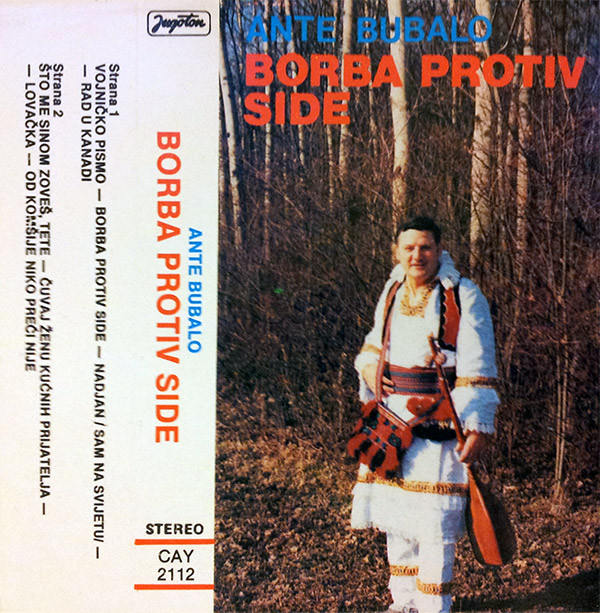 Jugoton
Strana 1
VOJNIČKO PISMO — BORBA PROTIV SIDE — NADJAN / SAM NA SVIJETU/ —
— RAD U KANADI
Strana 2
ŠTO ME SINOM ZOVEŠ, TETE — ČUVAJ ŽENU KUĆNIH PRIJATELJA —
— LOVAČKA — OD KOMŠIJE NIKO PREČI NIJE
ANTE BUBALO
BORBA PROTIV SIDE
STEREO
CAY
2112
ANTE BUBALO
BORBA PROTIV
SIDE